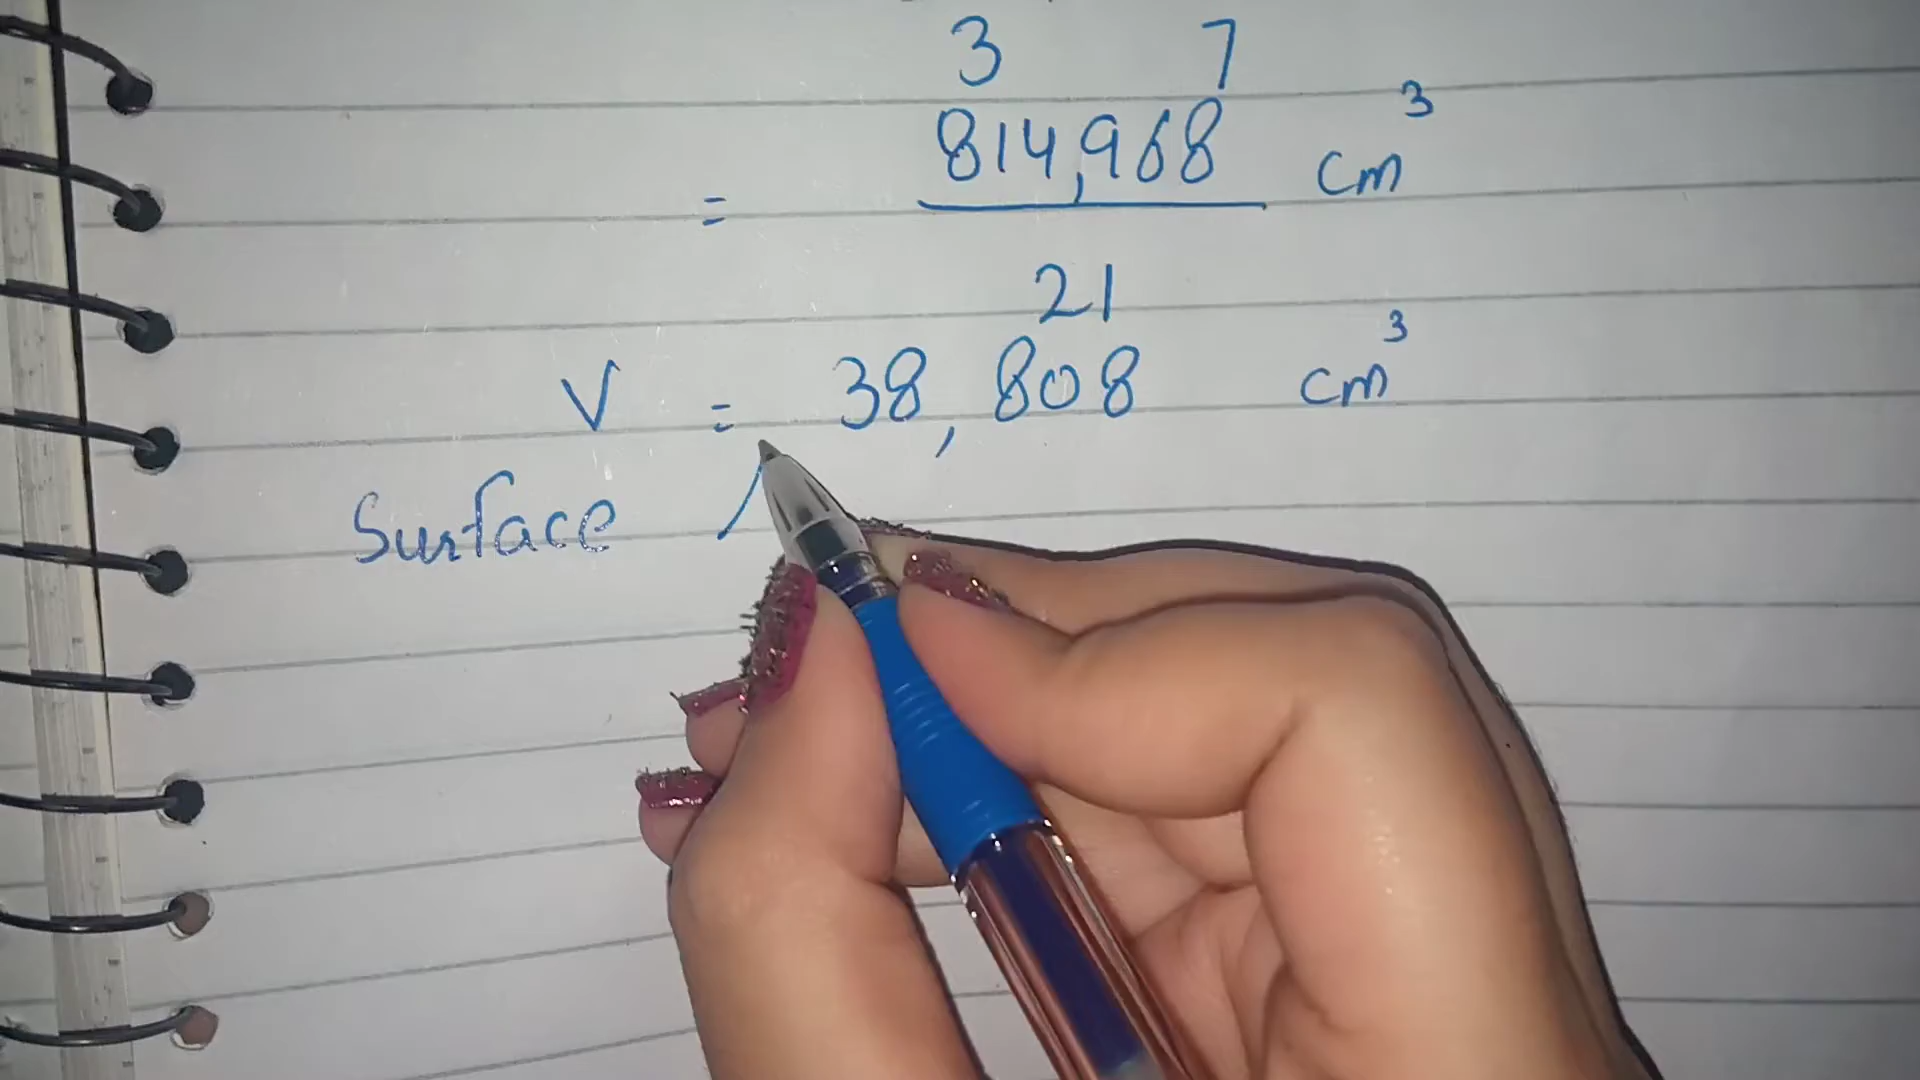 3 7
= 814,968 cm³
21
V = 38,808 cm³
Surface